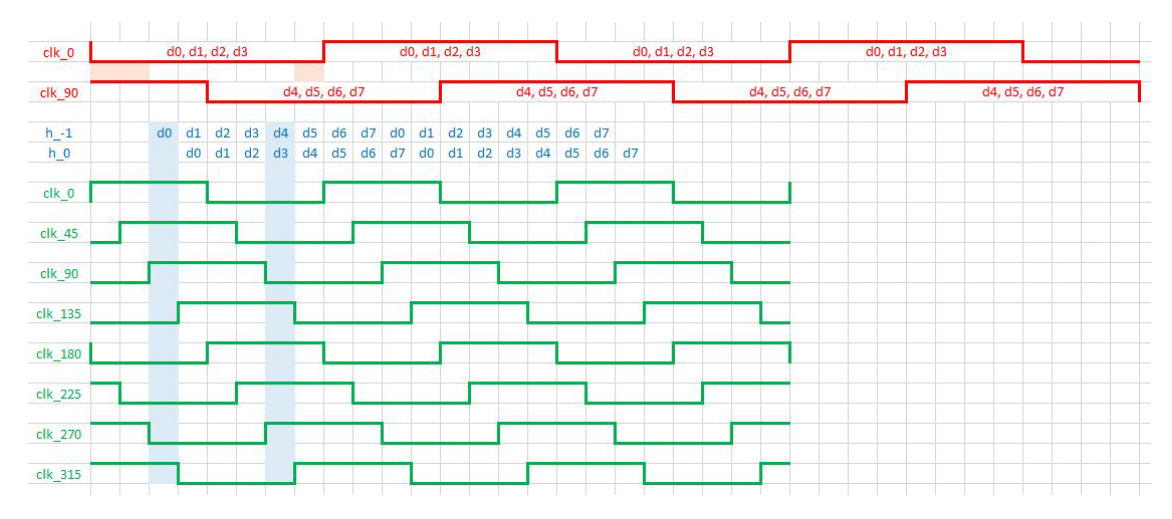 clk_0 d0, d1, d2, d3 d0, d1, d2, d3 d0, d1, d2, d3 d0, d1, d2, d3
clk_90 d4, d5, d6, d7 d4, d5, d6, d7 d4, d5, d6, d7 d4, d5, d6, d7
h_-1 d0 d1 d2 d3 d4 d5 d6 d7 d0 d1 d2 d3 d4 d5 d6 d7
h_0 d0 d1 d2 d3 d4 d5 d6 d7 d0 d1 d2 d3 d4 d5 d6 d7
clk_0
clk_45
clk_90
clk_135
clk_180
clk_225
clk_270
clk_315